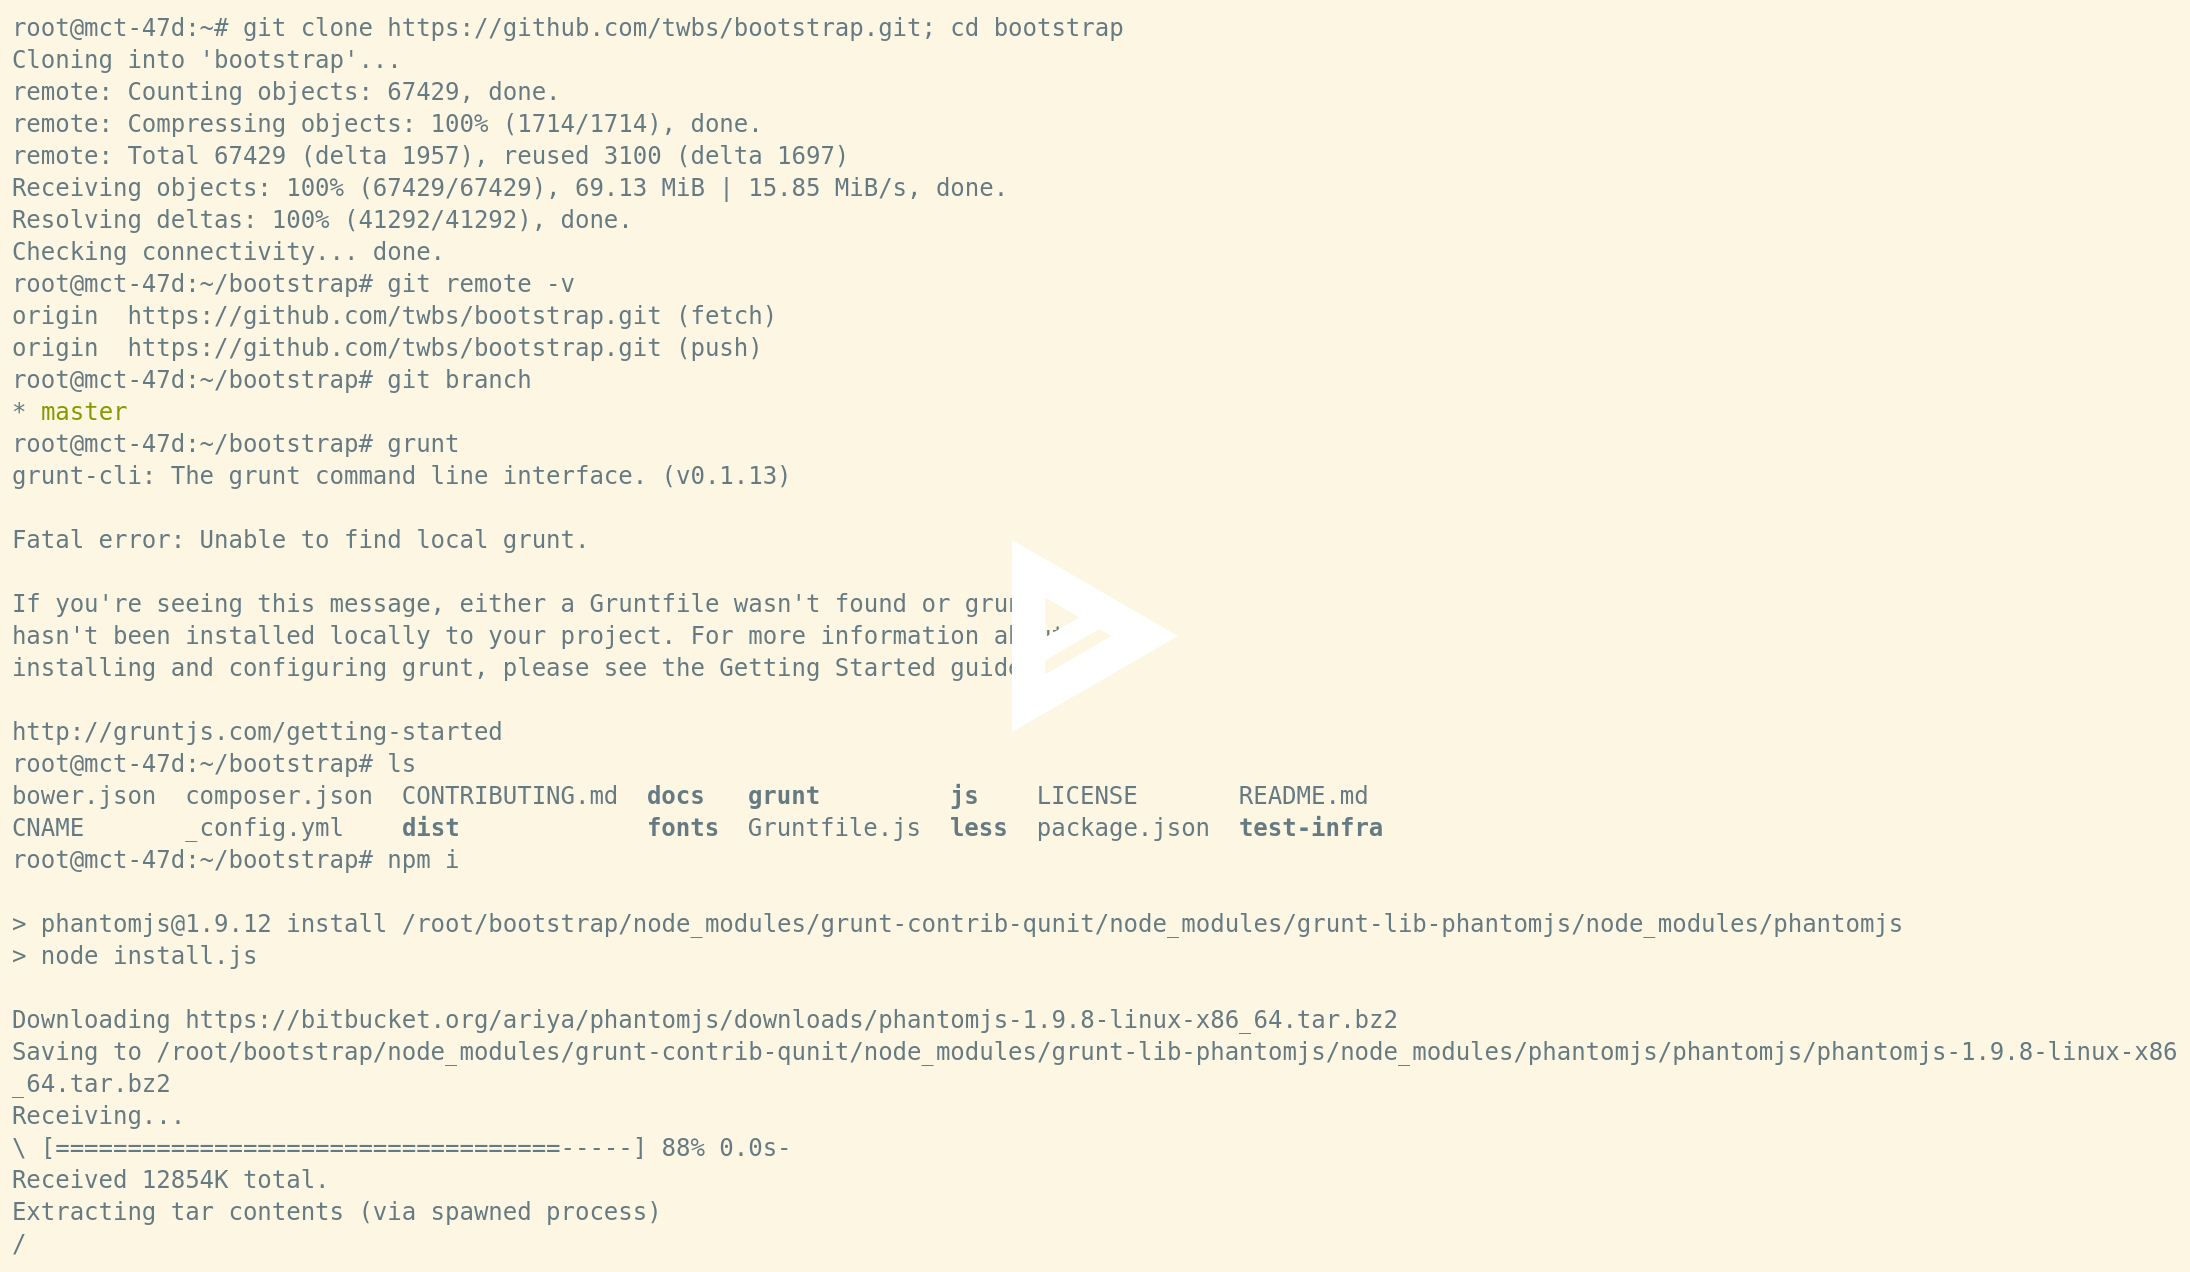 root@mct-47d:~# git clone https://github.com/twbs/bootstrap.git; cd bootstrap
Cloning into 'bootstrap'...
remote: Counting objects: 67429, done.
remote: Compressing objects: 100% (1714/1714), done.
remote: Total 67429 (delta 1957), reused 3100 (delta 1697)
Receiving objects: 100% (67429/67429), 69.13 MiB | 15.85 MiB/s, done.
Resolving deltas: 100% (41292/41292), done.
Checking connectivity... done.
root@mct-47d:~/bootstrap# git remote -v
origin  https://github.com/twbs/bootstrap.git (fetch)
origin  https://github.com/twbs/bootstrap.git (push)
root@mct-47d:~/bootstrap# git branch
* master
root@mct-47d:~/bootstrap# grunt
grunt-cli: The grunt command line interface. (v0.1.13)

Fatal error: Unable to find local grunt.

If you're seeing this message, either a Gruntfile wasn't found or
hasn't been installed locally to your project. For more information
installing and configuring grunt, please see the Getting Started guide

http://gruntjs.com/getting-started
root@mct-47d:~/bootstrap# ls
bower.json  composer.json  CONTRIBUTING.md  docs   grunt         js    LICENSE       README.md
CNAME       _config.yml    dist             fonts  Gruntfile.js  less  package.json  test-infra
root@mct-47d:~/bootstrap# npm i

> phantomjs@1.9.12 install /root/bootstrap/node_modules/grunt-contrib-qunit/node_modules/grunt-lib-phantomjs/node_modules/phantomjs
> node install.js

Downloading https://bitbucket.org/ariya/phantomjs/downloads/phantomjs-1.9.8-linux-x86_64.tar.bz2
Saving to /root/bootstrap/node_modules/grunt-contrib-qunit/node_modules/grunt-lib-phantomjs/node_modules/phantomjs/phantomjs/phantomjs-1.9.8-linux-x86
_64.tar.bz2
Receiving...
\ [===================================-----] 88% 0.0s-
Received 12854K total.
Extracting tar contents (via spawned process)
/